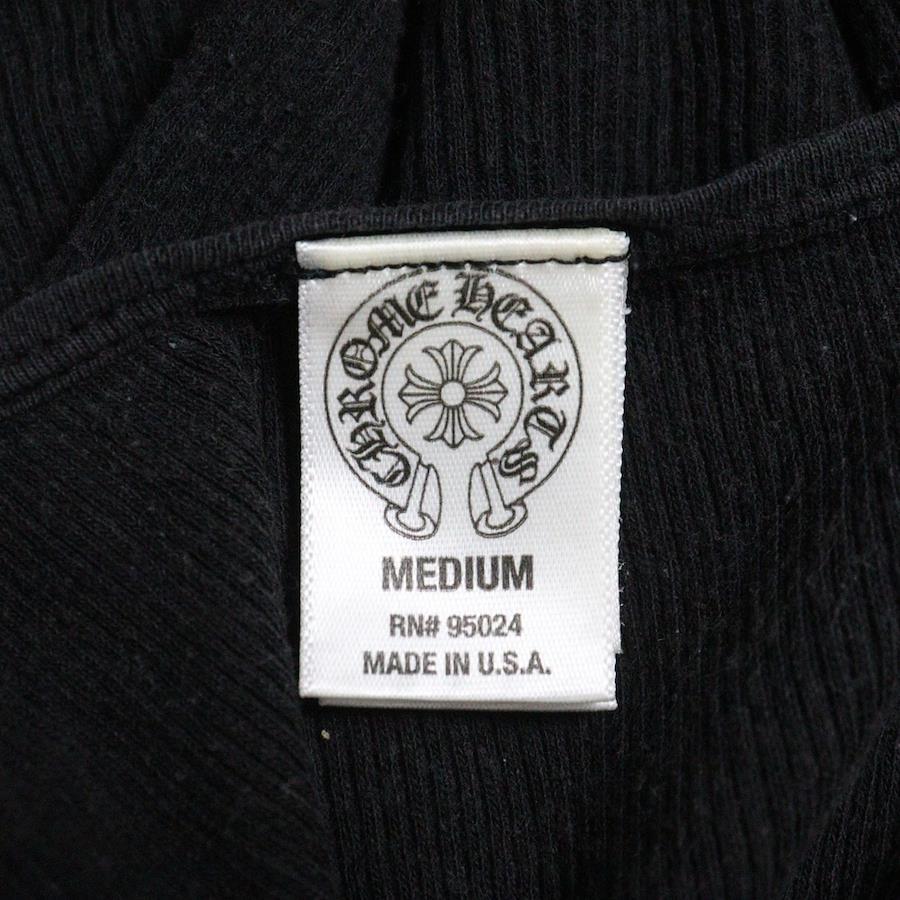 CHROME HEARTS
MEDIUM
RN# 95024
MADE IN U.S.A.